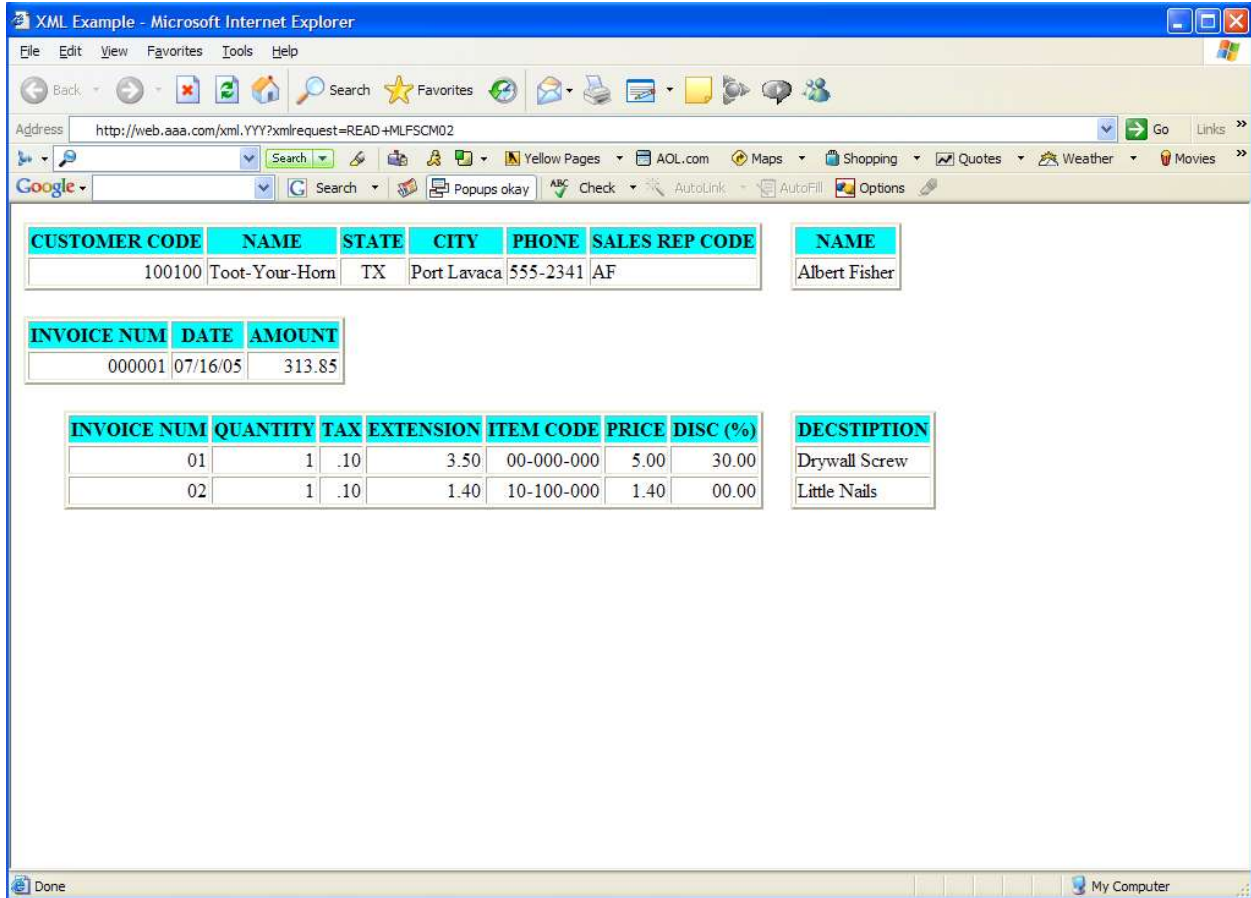 XML Example - Microsoft Internet Explorer
File Edit View Favorites Tools Help
Back Search Favorites
Address http://web.aaa.com/xml.YYY?xmlrequest=READ+MLFSCM02 Go Links »
Search Yellow Pages AOL.com Maps Shopping Quotes Weather Movies »
Google Search Popups okay ABC Check AutoLink AutoFill Options
CUSTOMER CODE NAME STATE CITY PHONE SALES REP CODE NAME
100100 Toot-Your-Horn TX Port Lavaca 555-2341 AF Albert Fisher
INVOICE NUM DATE AMOUNT
000001 07/16/05 313.85
INVOICE NUM QUANTITY TAX EXTENSION ITEM CODE PRICE DISC (%) DECSTIPTION
01 1 .10 3.50 00-000-000 5.00 30.00 Drywall Screw
02 1 .10 1.40 10-100-000 1.40 00.00 Little Nails
Done My Computer